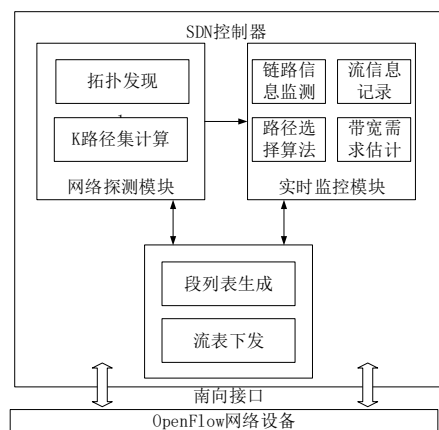 SDN控制器
拓扑发现
K路径集计算
网络探测模块
链路信
息监测
流信息
记录
路径选
择算法
带宽需
求估计
实时监控模块
段列表生成
流表下发
南向接口
OpenFlow网络设备